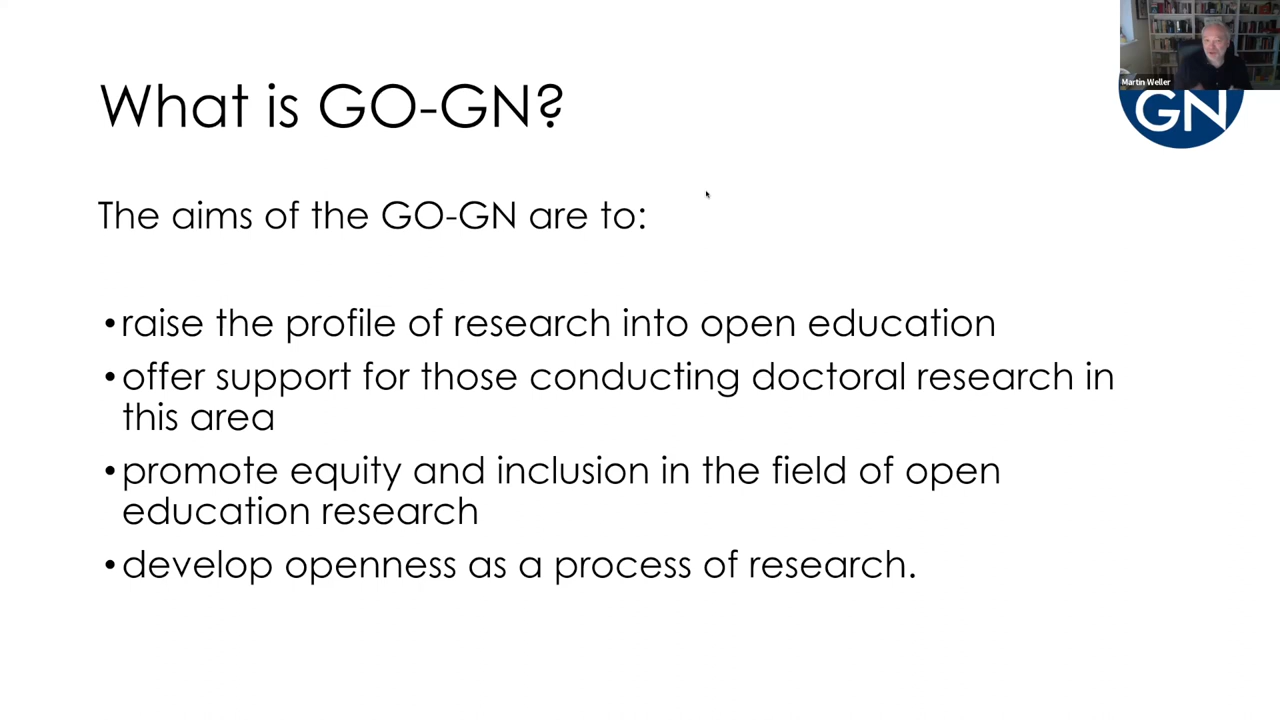 What is GO-GN?
Martin Weller
GN
The aims of the GO-GN are to:
•raise the profile of research into open education
•offer support for those conducting doctoral research in
this area
•promote equity and inclusion in the field of open
education research
•develop openness as a process of research.